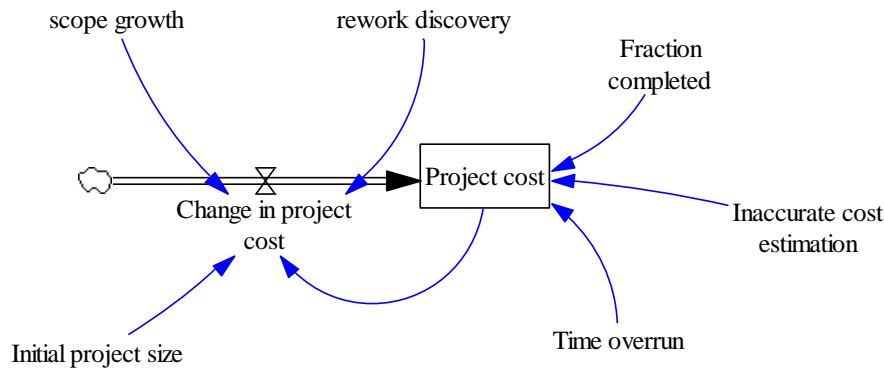 scope growth
rework discovery
Fraction
completed
Project cost
Change in project
cost
Inaccurate cost
estimation
Time overrun
Initial project size